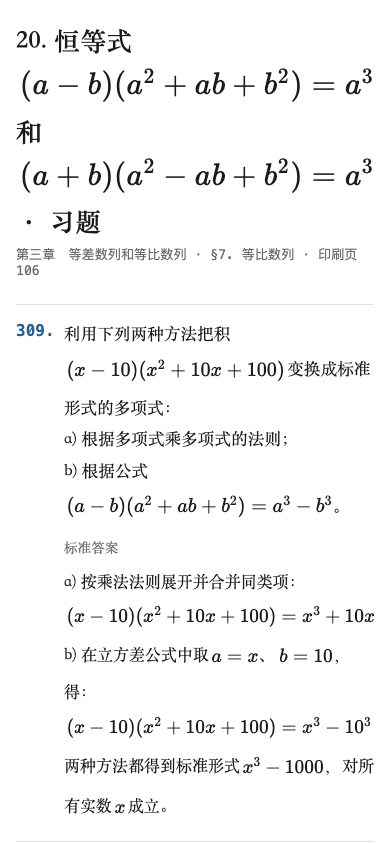 20. 恒等式
(a − b)(a² + ab + b²) = a³
和
(a + b)(a² − ab + b²) = a³
· 习题
第三章 等差数列和等比数列 · §7. 等比数列 · 印刷页
106
309. 利用下列两种方法把积
(x − 10)(x² + 10x + 100) 变换成标准
形式的多项式：
a) 根据多项式乘多项式的法则；
b) 根据公式
(a − b)(a² + ab + b²) = a³ − b³。
标准答案
a) 按乘法法则展开并合并同类项：
(x − 10)(x² + 10x + 100) = x³ + 10x
b) 在立方差公式中取 a = x、 b = 10，
得：
(x − 10)(x² + 10x + 100) = x³ − 10³
两种方法都得到标准形式 x³ − 1000，对所
有实数 x 成立。